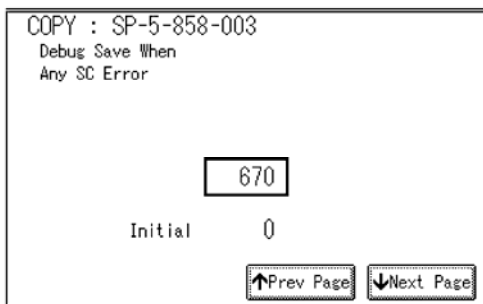 COPY : SP-5-858-003
Debug Save When
Any SC Error
670
Initial 0
↑Prev Page ↓Next Page